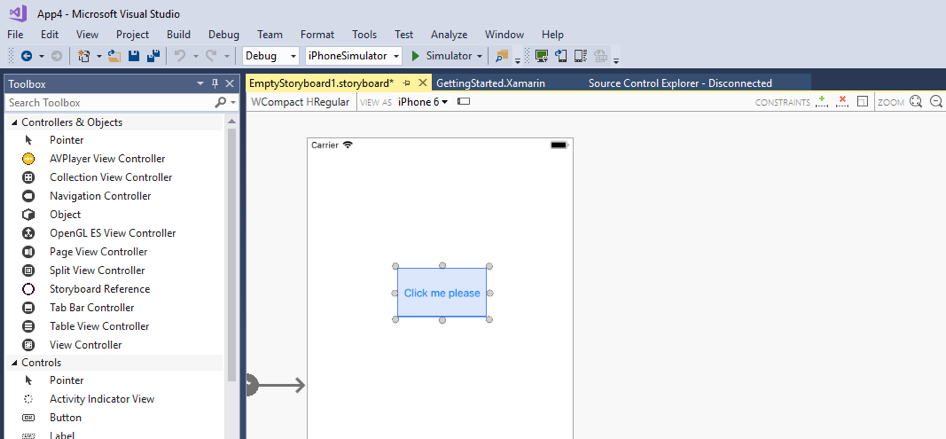 App4 - Microsoft Visual Studio
File Edit View Project Build Debug Team Format Tools Test Analyze Window Help
Debug iPhoneSimulator Simulator
Toolbox
EmptyStoryboard1.storyboard* GettingStarted.Xamarin Source Control Explorer - Disconnected
Search Toolbox
WCompact HRegular VIEW AS iPhone 6 CONSTRAINTS ZOOM
Controllers & Objects
Pointer
AVPlayer View Controller
Collection View Controller
Navigation Controller
Object
OpenGL ES View Controller
Page View Controller
Split View Controller
Storyboard Reference
Tab Bar Controller
Table View Controller
View Controller
Controls
Pointer
Activity Indicator View
Button
Label
Carrier
Click me please